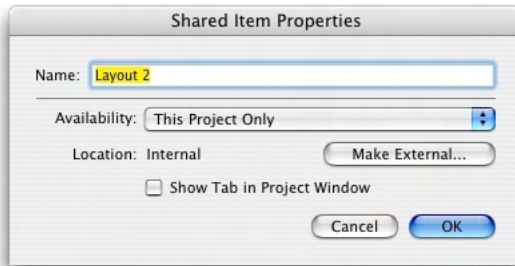 Shared Item Properties
Name: Layout 2
Availability: This Project Only
Location: Internal Make External...
Show Tab in Project Window
Cancel OK